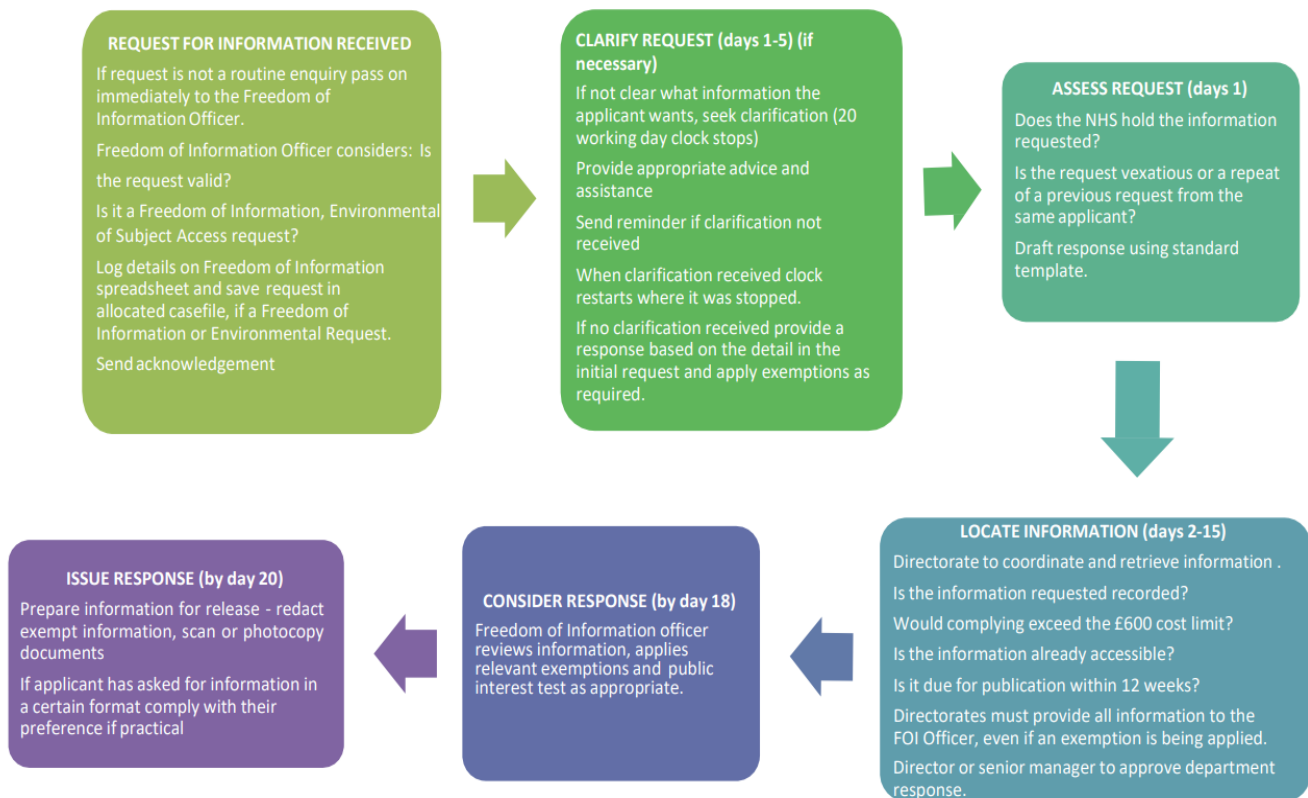 REQUEST FOR INFORMATION RECEIVED
If request is not a routine enquiry pass on
immediately to the Freedom of
Information Officer.
Freedom of Information Officer considers: Is
the request valid?
Is it a Freedom of Information, Environmental
of Subject Access request?
Log details on Freedom of Information
spreadsheet and save request in
allocated casefile, if a Freedom of
Information or Environmental Request.
Send acknowledgement
CLARIFY REQUEST (days 1-5) (if
necessary)
If not clear what information the
applicant wants, seek clarification (20
working day clock stops)
Provide appropriate advice and
assistance
Send reminder if clarification not
received
When clarification received clock
restarts where it was stopped.
If no clarification received provide a
response based on the detail in the
initial request and apply exemptions as
required.
ASSESS REQUEST (days 1)
Does the NHS hold the information
requested?
Is the request vexatious or a repeat
of a previous request from the
same applicant?
Draft response using standard
template.
LOCATE INFORMATION (days 2-15)
Directorate to coordinate and retrieve information .
Is the information requested recorded?
Would complying exceed the £600 cost limit?
Is the information already accessible?
Is it due for publication within 12 weeks?
Directorates must provide all information to the
FOI Officer, even if an exemption is being applied.
Director or senior manager to approve department
response.
CONSIDER RESPONSE (by day 18)
Freedom of Information officer
reviews information, applies
relevant exemptions and public
interest test as appropriate.
ISSUE RESPONSE (by day 20)
Prepare information for release - redact
exempt information, scan or photocopy
documents
If applicant has asked for information in
a certain format comply with their
preference if practical